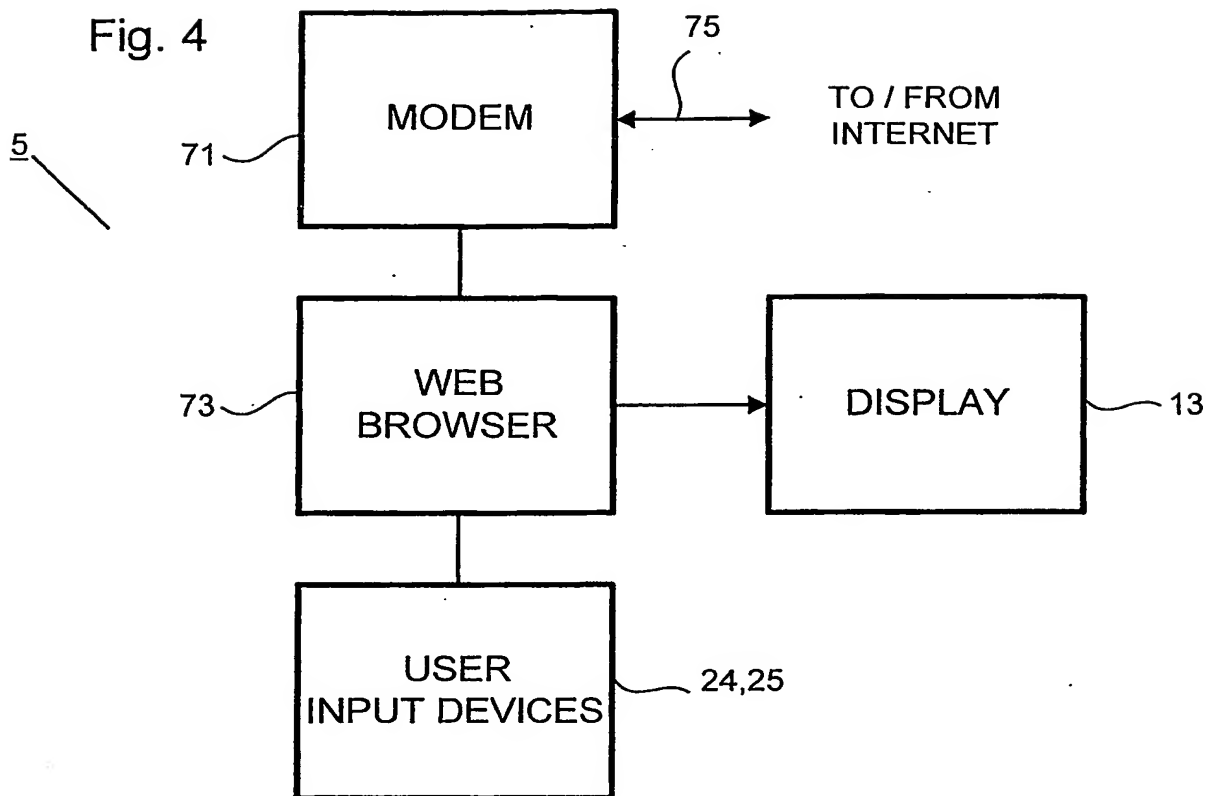 Fig. 4
75
MODEM
TO / FROM
INTERNET
5
71
WEB
BROWSER
73
DISPLAY
13
USER
INPUT DEVICES
24,25